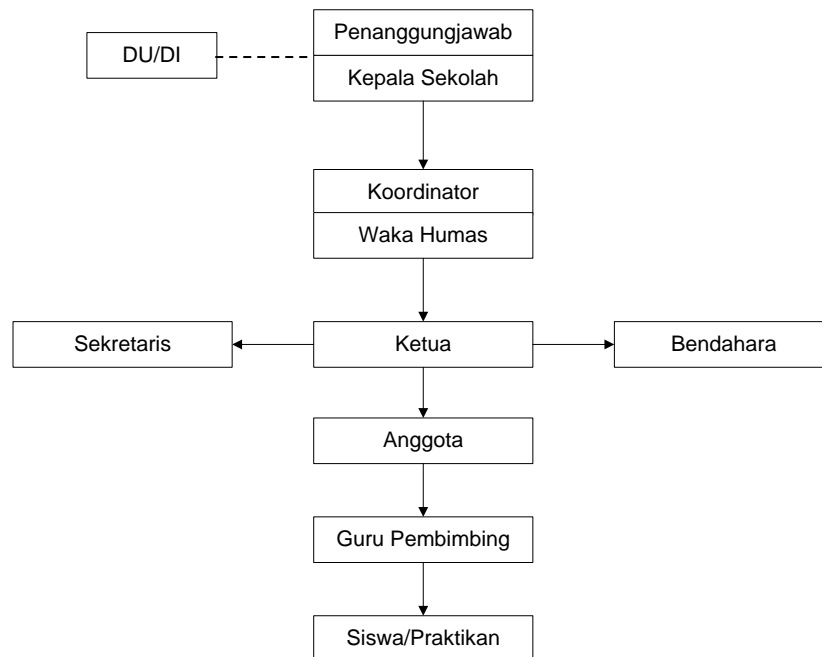 Penanggungjawab
DU/DI
Kepala Sekolah
Koordinator
Waka Humas
Sekretaris
Ketua
Bendahara
Anggota
Guru Pembimbing
Siswa/Praktikan